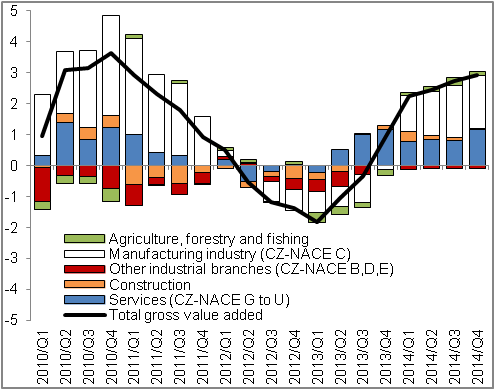 5
4
3
2
1
0
-1
-2
-3
-4
-5
Agriculture, forestry and fishing
Manufacturing industry (CZ-NACE C)
Other industrial branches (CZ-NACE B,D,E)
Construction
Services (CZ-NACE G to U)
Total gross value added
2010/Q1
2010/Q2
2010/Q3
2010/Q4
2011/Q1
2011/Q2
2011/Q3
2011/Q4
2012/Q1
2012/Q2
2012/Q3
2012/Q4
2013/Q1
2013/Q2
2013/Q3
2013/Q4
2014/Q1
2014/Q2
2014/Q3
2014/Q4